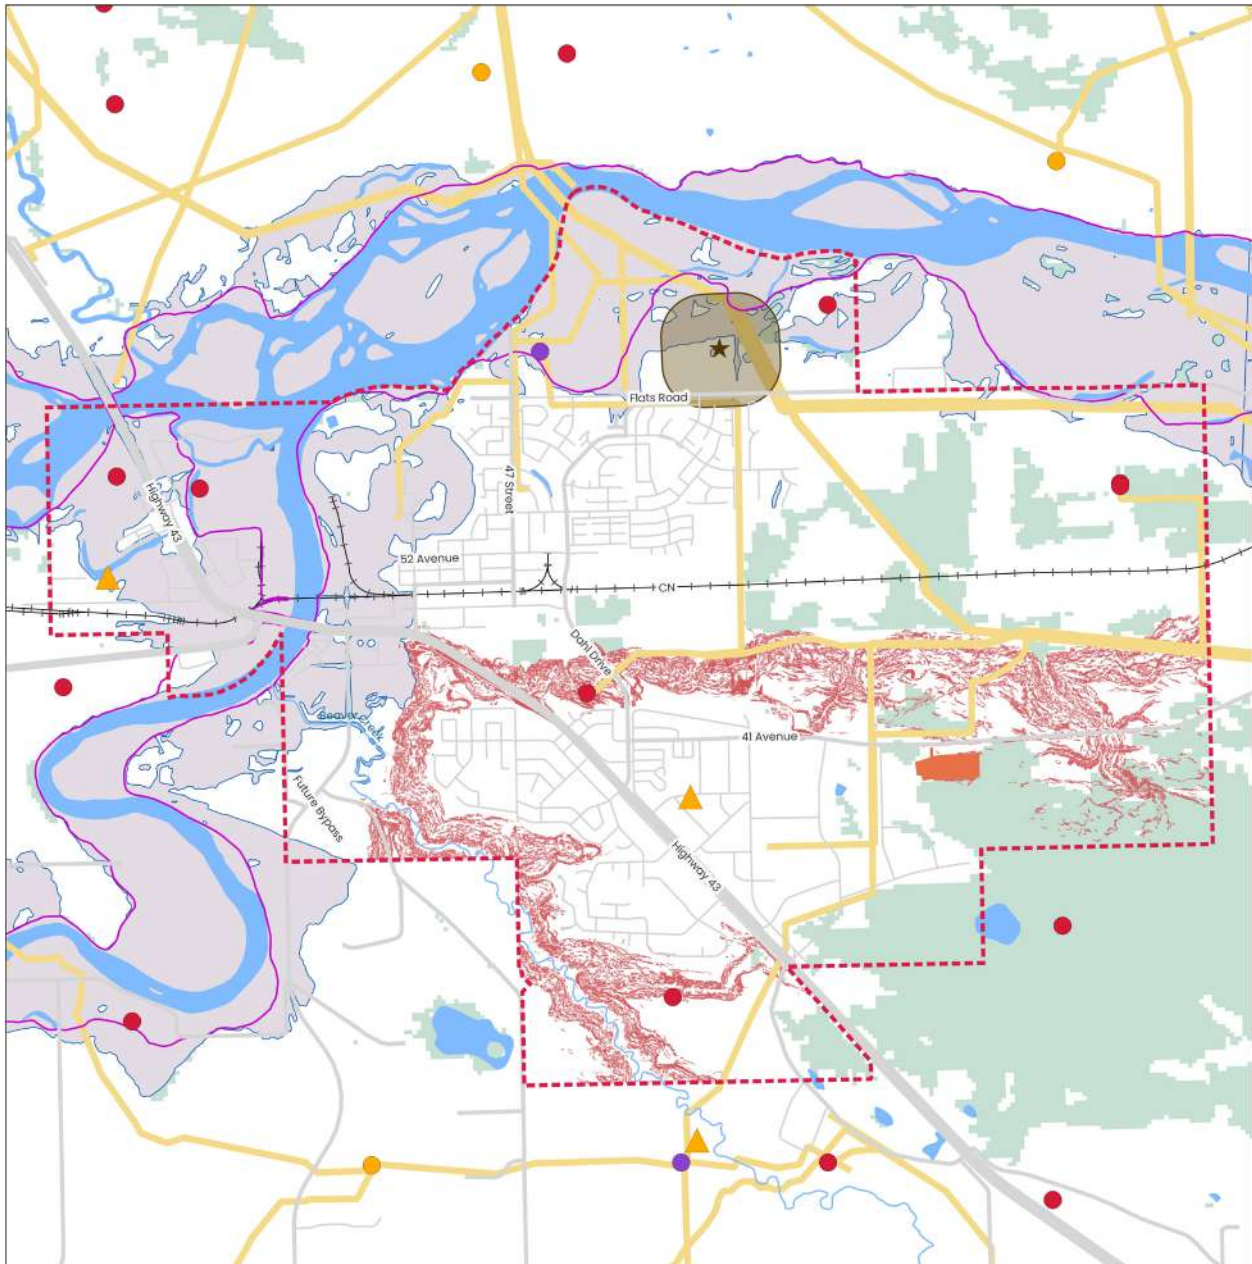 Flats Road
47 Street
Highway 43
52 Avenue
CN
Dahl Drive
Beaver Creek
41 Avenue
Future Bypass
Highway 43